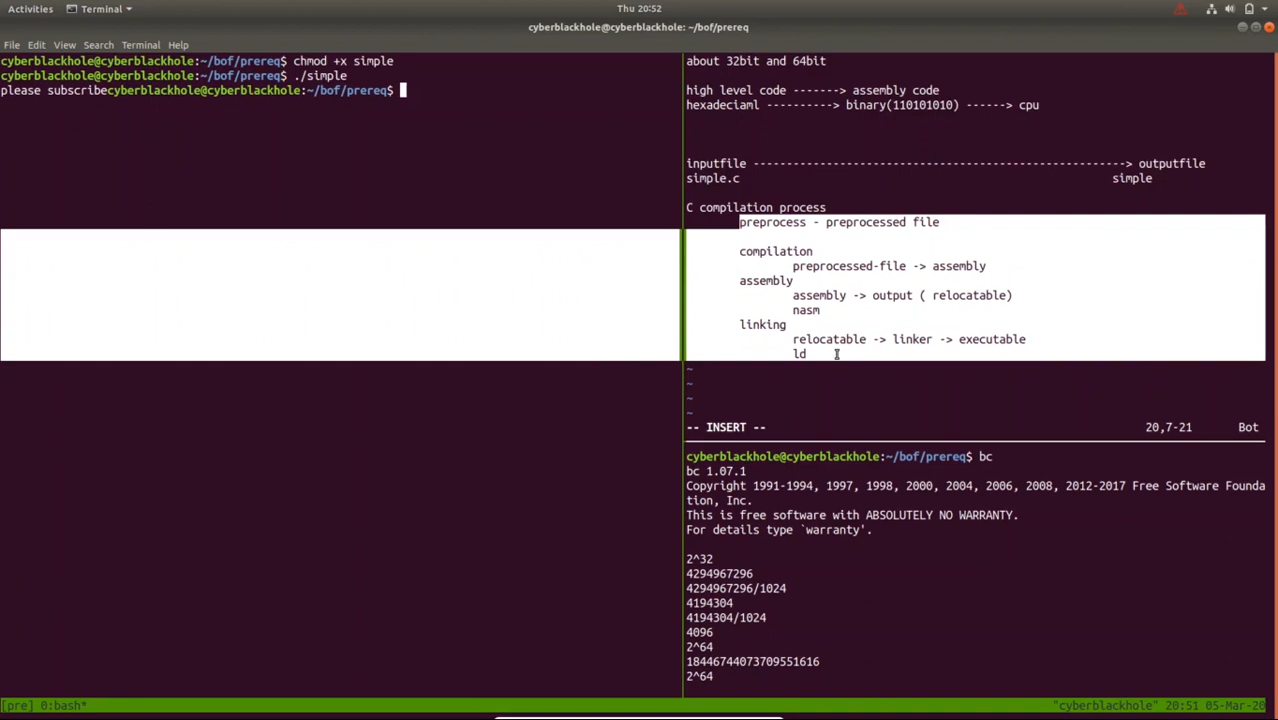 Activities Terminal Thu 20:52
cyberblackhole@cyberblackhole: ~/bof/prereq
File Edit View Search Terminal Help
cyberblackhole@cyberblackhole:~/bof/prereq$ chmod +x simple
cyberblackhole@cyberblackhole:~/bof/prereq$ ./simple
please subscribecyberblackhole@cyberblackhole:~/bof/prereq$
about 32bit and 64bit
high level code -------> assembly code
hexadeciaml ----------> binary(110101010) ------> cpu
inputfile ---------------------------------------------------------> outputfile
simple.c simple
C compilation process
preprocess - preprocessed file
compilation
preprocessed-file -> assembly
assembly
assembly -> output ( relocatable)
nasm
linking
relocatable -> linker -> executable
ld
~
~
~
~
-- INSERT -- 20,7-21 Bot
cyberblackhole@cyberblackhole:~/bof/prereq$ bc
bc 1.07.1
Copyright 1991-1994, 1997, 1998, 2000, 2004, 2006, 2008, 2012-2017 Free Software Founda
tion, Inc.
This is free software with ABSOLUTELY NO WARRANTY.
For details type `warranty'.
2^32
4294967296
4294967296/1024
4194304
4194304/1024
4096
2^64
18446744073709551616
2^64
[pre] 0:bash* "cyberblackhole" 20:51 05-Mar-20